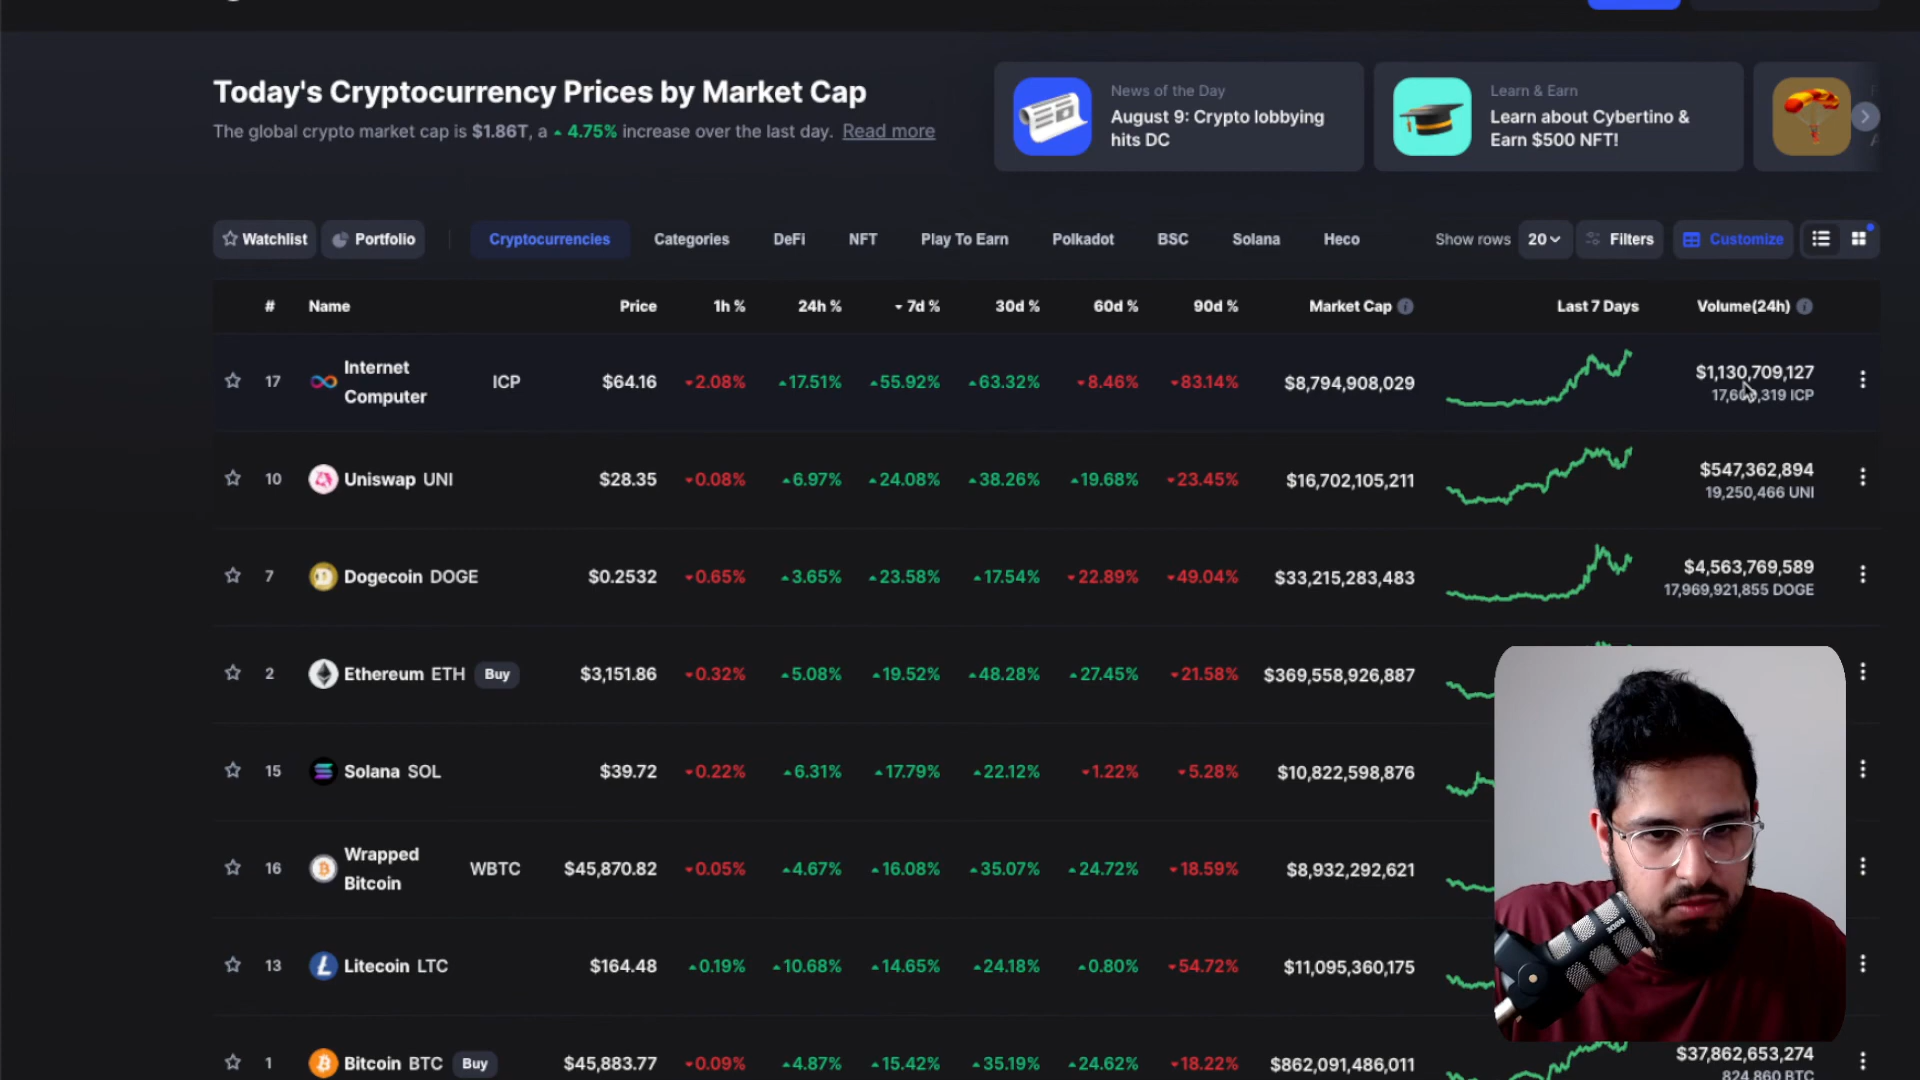 Today's Cryptocurrency Prices by Market Cap
The global crypto market cap is $1.86T, a 4.75% increase over the last day. Read more
News of the Day
August 9: Crypto lobbying
hits DC
Learn & Earn
Learn about Cybertino &
Earn $500 NFT!
Watchlist Portfolio Cryptocurrencies Categories DeFi NFT Play To Earn Polkadot BSC Solana Heco Show rows 20 Filters Customize
# Name Price 1h % 24h % 7d % 30d % 60d % 90d % Market Cap Last 7 Days Volume(24h)
17 Internet Computer ICP $64.16 2.08% 17.51% 55.92% 63.32% 8.46% 83.14% $8,794,908,029 $1,130,709,127
ICP
10 Uniswap UNI $28.35 0.08% 6.97% 24.08% 38.26% 19.68% 23.45% $16,702,105,211 $547,362,894
19,250,466 UNI
7 Dogecoin DOGE $0.2532 0.65% 3.65% 23.58% 17.54% 22.89% 49.04% $33,215,283,483 $4,563,769,589
17,969,921,855 DOGE
2 Ethereum ETH Buy $3,151.86 0.32% 5.08% 19.52% 48.28% 27.45% 21.58% $369,558,926,887
15 Solana SOL $39.72 0.22% 6.31% 17.79% 22.12% 1.22% 5.28% $10,822,598,876
16 Wrapped Bitcoin WBTC $45,870.82 0.05% 4.67% 16.08% 35.07% 24.72% 18.59% $8,932,292,621
13 Litecoin LTC $164.48 0.19% 10.68% 14.65% 24.18% 0.80% 54.72% $11,095,360,175
1 Bitcoin BTC Buy $45,883.77 0.09% 4.87% 15.42% 35.19% 24.62% 18.22% $862,091,486,011 $37,862,653,274
824,860 BTC
RODE